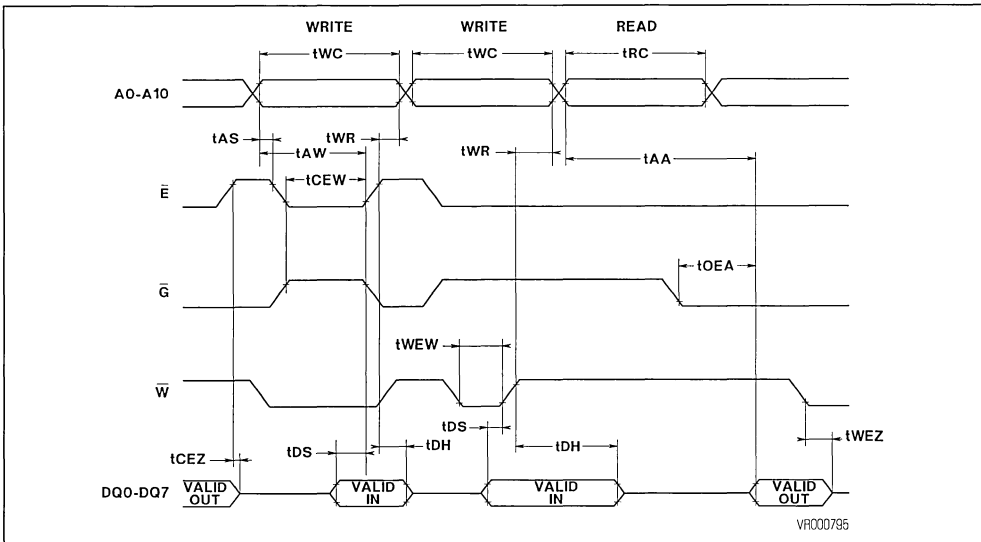 WRITE WRITE READ
tWC tWC tRC
A0-A10
tAS tWR tWR
tAW tAA
tCEW
E̅
tOEA
G̅
tWEW
W̅
tDS tWEZ
tDS tDH tDH
tCEZ
DQ0-DQ7 VALID OUT VALID IN VALID IN VALID OUT
VR000795